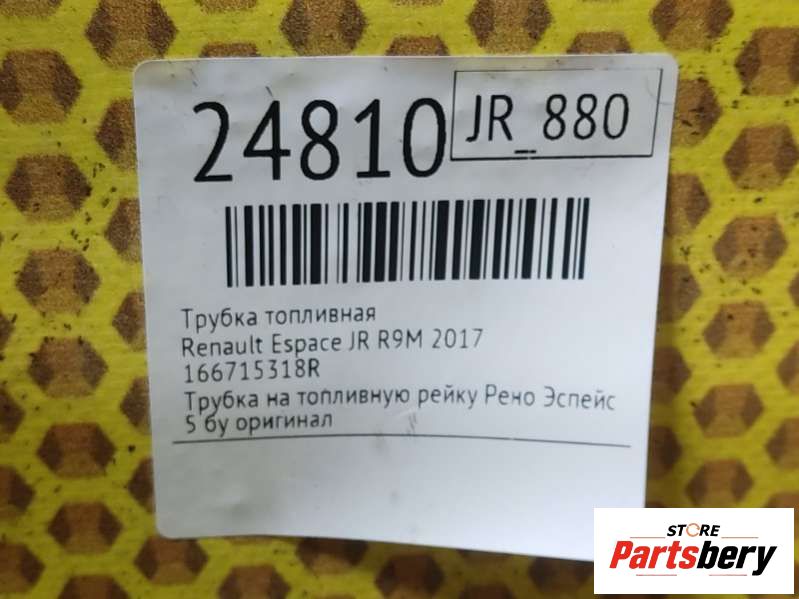 24810
JR_880
Трубка топливная
Renault Espace JR R9M 2017
166715318R
Трубка на топливную рейку Рено Эспейс
5 бу оригинал
STORE
Partsbery